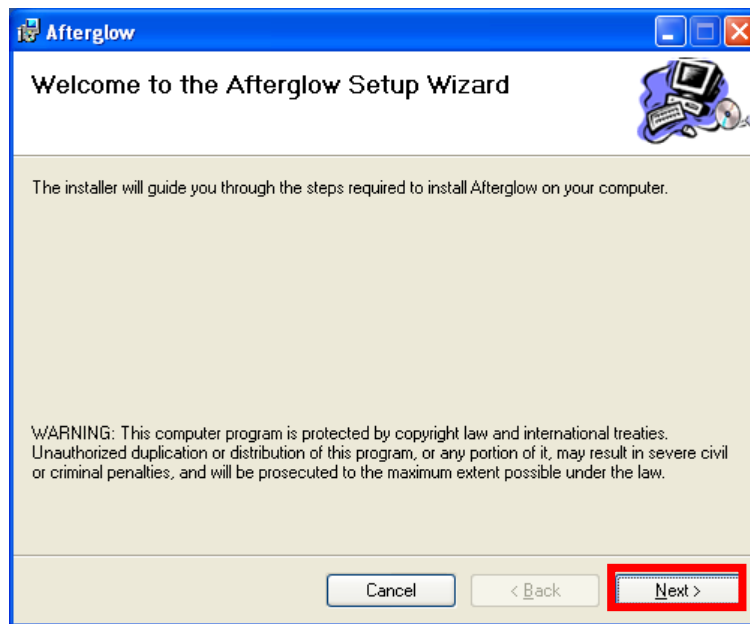 Afterglow
Welcome to the Afterglow Setup Wizard
The installer will guide you through the steps required to install Afterglow on your computer.
WARNING: This computer program is protected by copyright law and international treaties.
Unauthorized duplication or distribution of this program, or any portion of it, may result in severe civil
or criminal penalties, and will be prosecuted to the maximum extent possible under the law.
Cancel < Back Next >